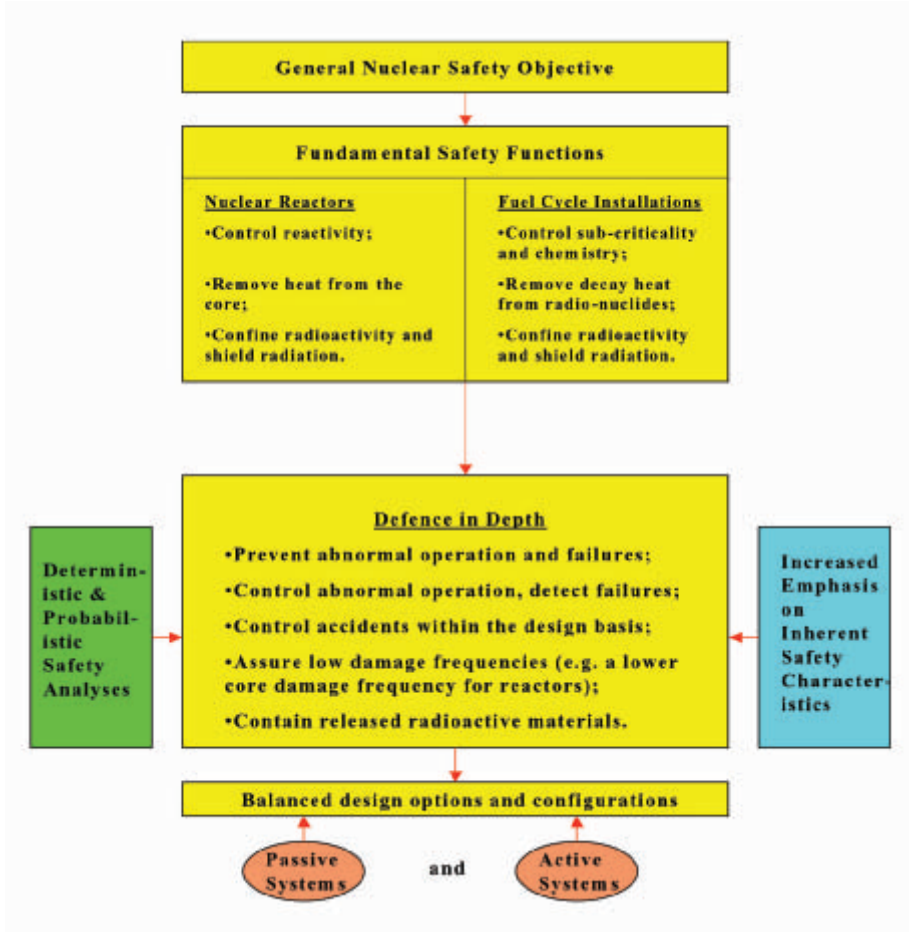 General Nuclear Safety Objective
Fundamental Safety Functions
Nuclear Reactors
•Control reactivity;
•Remove heat from the
core;
•Confine radioactivity and
shield radiation.
Fuel Cycle Installations
•Control sub-criticality
and chemistry;
•Remove decay heat
from radio-nuclides;
•Confine radioactivity
and shield radiation.
Determin-
istic &
Probabil-
istic
Safety
Analyses
Defence in Depth
•Prevent abnormal operation and failures;
•Control abnormal operation, detect failures;
•Control accidents within the design basis;
•Assure low damage frequencies (e.g. a lower
core damage frequency for reactors);
•Contain released radioactive materials.
Increased
Emphasis
on
Inherent
Safety
Character-
istics
Balanced design options and configurations
Passive
Systems
and
Active
Systems